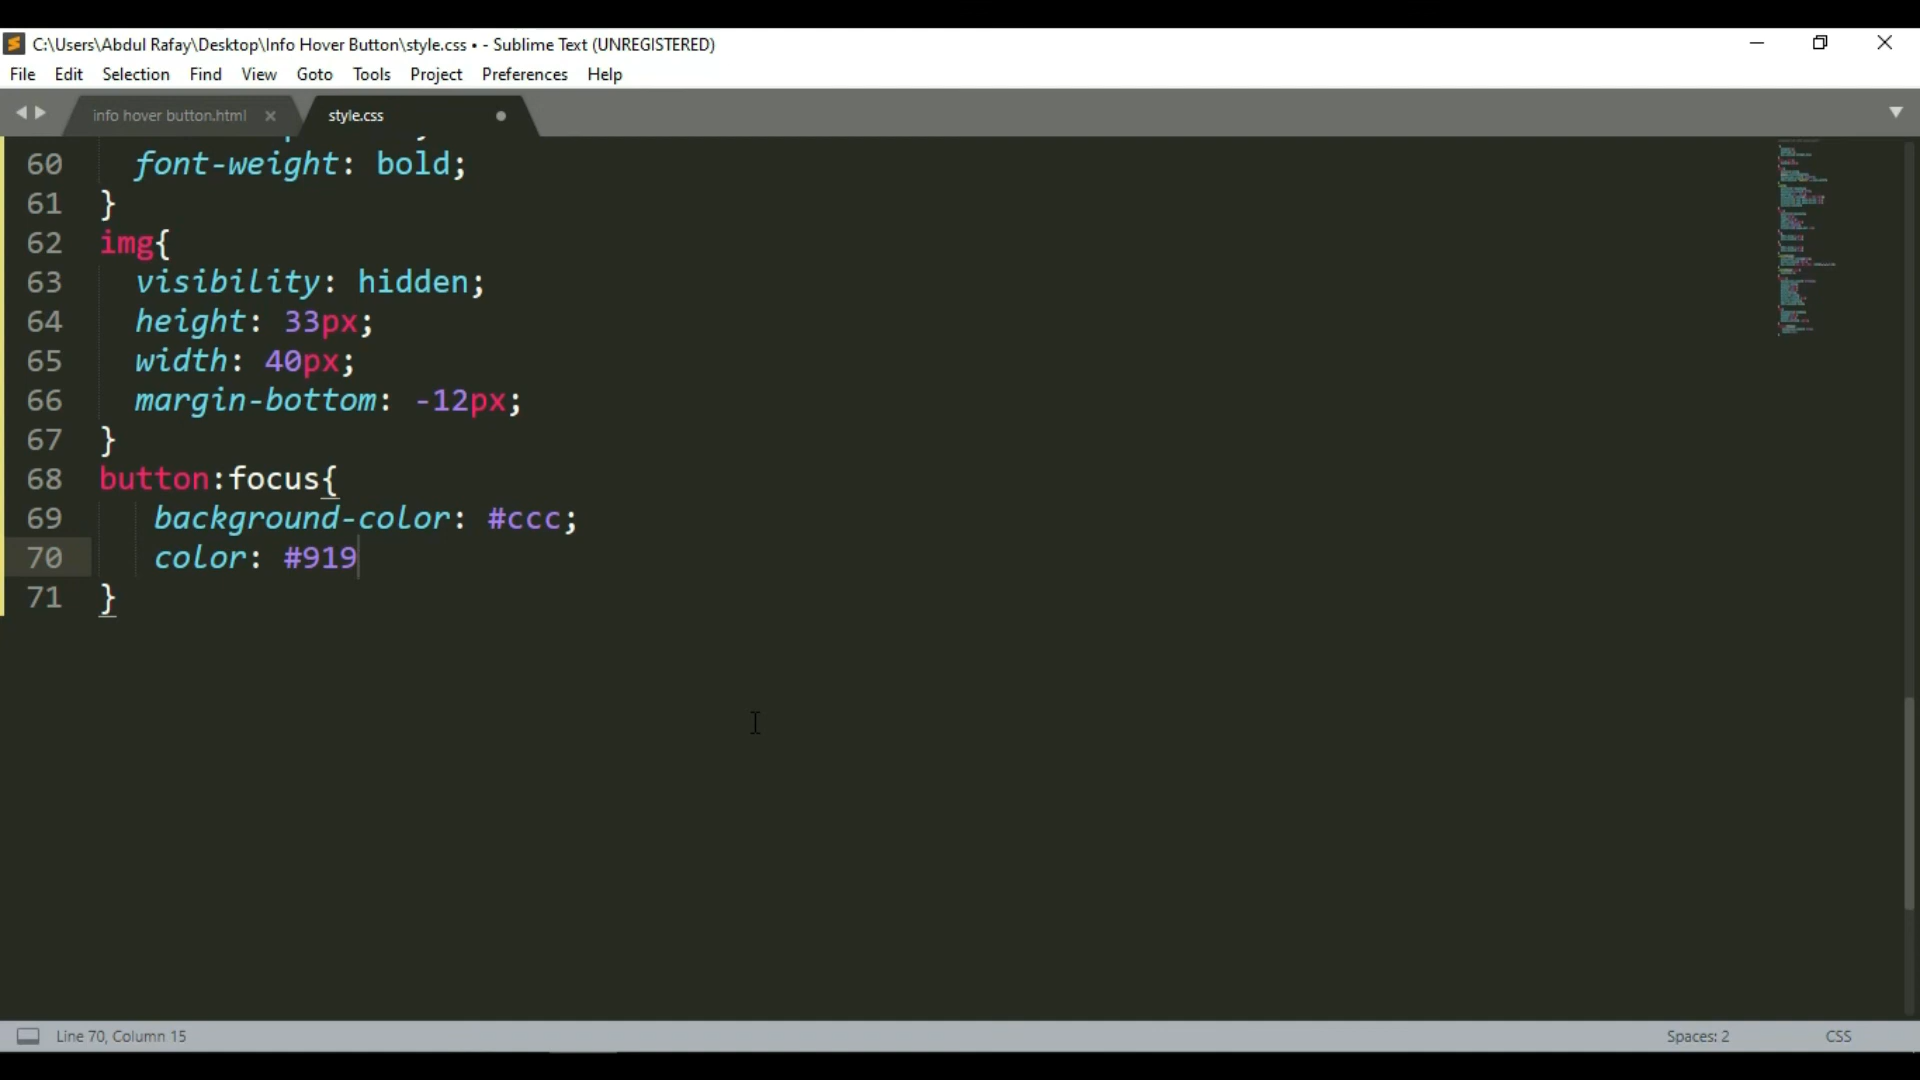 C:\Users\Abdul Rafay\Desktop\Info Hover Button\style.css • - Sublime Text (UNREGISTERED)
File Edit Selection Find View Goto Tools Project Preferences Help
info hover button.html × style.css
60 font-weight: bold;
61 }
62 img{
63 visibility: hidden;
64 height: 33px;
65 width: 40px;
66 margin-bottom: -12px;
67 }
68 button:focus{
69 background-color: #ccc;
70 color: #919
71 }
Line 70, Column 15 Spaces: 2 CSS